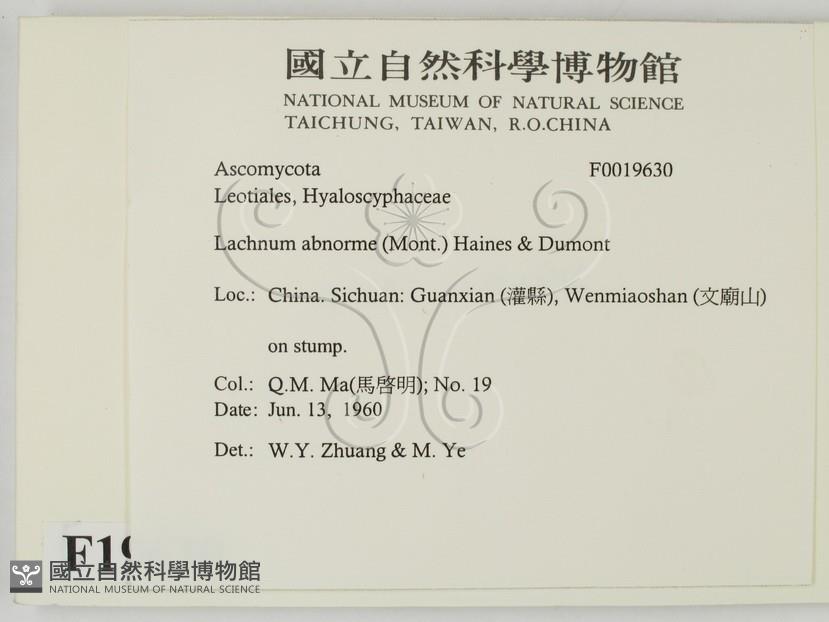 國立自然科學博物館
NATIONAL MUSEUM OF NATURAL SCIENCE
TAICHUNG, TAIWAN, R.O.CHINA
Ascomycota F0019630
Leotiales, Hyaloscyphaceae
Lachnum abnorme (Mont.) Haines & Dumont
Loc.: China. Sichuan: Guanxian (灌縣), Wenmiaoshan (文廟山)
on stump.
Col.: Q.M. Ma(馬啓明); No. 19
Date: Jun. 13, 1960
Det.: W.Y. Zhuang & M. Ye
F19
國立自然科學博物館
NATIONAL MUSEUM OF NATURAL SCIENCE